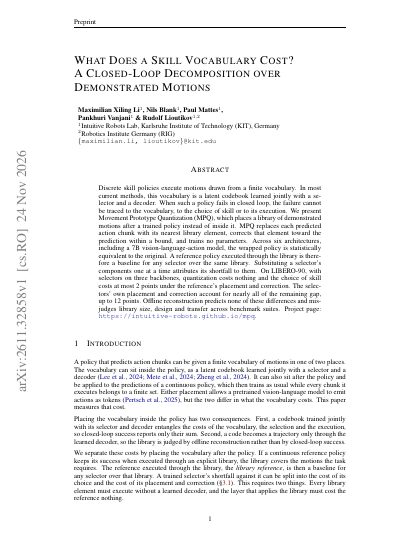 Preprint
WHAT DOES A SKILL VOCABULARY COST?
A CLOSED-LOOP DECOMPOSITION OVER
DEMONSTRATED MOTIONS
Maximilian Xiling Li¹, Nils Blank¹, Paul Mattes¹,
Pankhuri Vanjani¹ & Rudolf Lioutikov¹,²
¹Intuitive Robots Lab, Karlsruhe Institute of Technology (KIT), Germany
²Robotics Institute Germany (RIG)
{maximilian.li, lioutikov}@kit.edu
ABSTRACT
Discrete skill policies execute motions drawn from a finite vocabulary. In most
current methods, this vocabulary is a latent codebook learned jointly with a se-
lector and a decoder. When such a policy fails in closed loop, the failure cannot
be traced to the vocabulary, to the choice of skill or to its execution. We present
Movement Prototype Quantization (MPQ), which places a library of demonstrated
motions after a trained policy instead of inside it. MPQ replaces each predicted
action chunk with its nearest library element, corrects that element toward the
prediction within a bound, and trains no parameters. Across six architectures,
including a 7B vision-language-action model, the wrapped policy is statistically
equivalent to the original. A reference policy executed through the library is there-
fore a baseline for any selector over the same library. Substituting a selector's
components one at a time attributes its shortfall to them. On LIBERO-90, with
selectors on three backbones, quantization costs nothing and the choice of skill
costs at most 2 points under the reference's placement and correction. The selec-
tors' own placement and correction account for nearly all of the remaining gap,
up to 12 points. Offline reconstruction predicts none of these differences and mis-
judges library size, design and transfer across benchmark suites. Project page:
https://intuitive-robots.github.io/mpq
1 INTRODUCTION
A policy that predicts action chunks can be given a finite vocabulary of motions in one of two places.
The vocabulary can sit inside the policy, as a latent codebook learned jointly with a selector and a
decoder (Lee et al., 2024; Mete et al., 2024; Zheng et al., 2024). It can also sit after the policy and
be applied to the predictions of a continuous policy, which then trains as usual while every chunk it
executes belongs to a finite set. Either placement allows a pretrained vision-language model to emit
actions as tokens (Pertsch et al., 2025), but the two differ in what the vocabulary costs. This paper
measures that cost.
Placing the vocabulary inside the policy has two consequences. First, a codebook trained jointly
with its selector and decoder entangles the costs of the vocabulary, the selection and the execution,
so closed-loop success reports only their sum. Second, a code becomes a trajectory only through the
learned decoder, so the library is judged by offline reconstruction rather than by closed-loop success.
We separate these costs by placing the vocabulary after the policy. If a continuous reference policy
keeps its success when executed through an explicit library, the library covers the motions the task
requires. The reference executed through the library, the library reference, is then a baseline for
any selector over that library. A trained selector's shortfall against it can be split into the cost of
its choice and the cost of its placement and correction (§3.1). This requires two things. Every library
element must execute without a learned decoder, and the layer that applies the library must cost the
reference nothing.
1
arXiv:2611.32858v1 [cs.RO] 24 Nov 2026